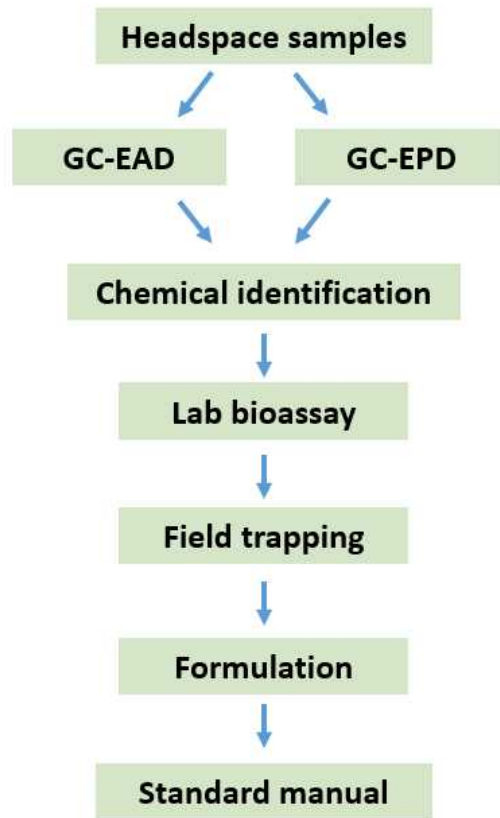 Headspace samples
GC-EAD
GC-EPD
Chemical identification
Lab bioassay
Field trapping
Formulation
Standard manual